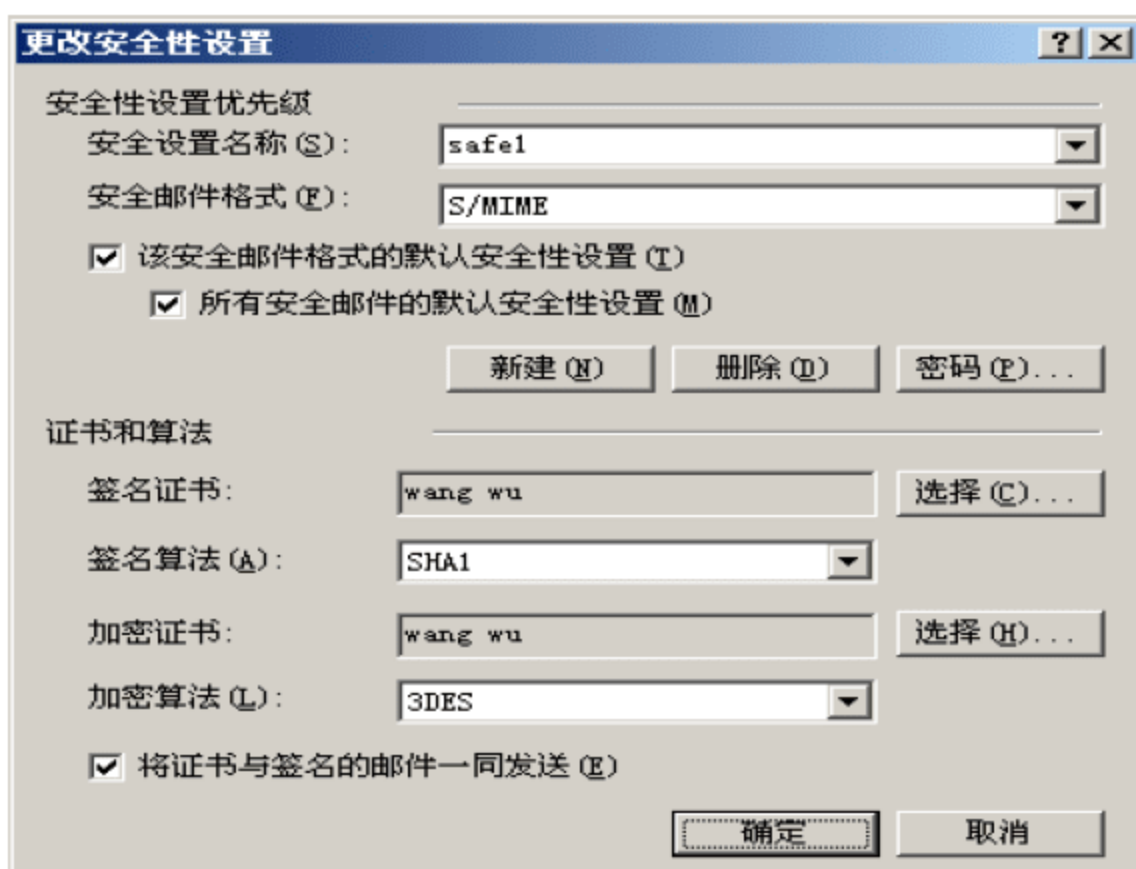 更改安全性设置
安全性设置优先级
安全设置名称(S): safe1
安全邮件格式(F): S/MIME
该安全邮件格式的默认安全性设置(T)
所有安全邮件的默认安全性设置(M)
新建(N) 删除(D) 密码(P)...
证书和算法
签名证书: wang wu 选择(C)...
签名算法(A): SHA1
加密证书: wang wu 选择(H)...
加密算法(L): 3DES
将证书与签名的邮件一同发送(E)
确定 取消